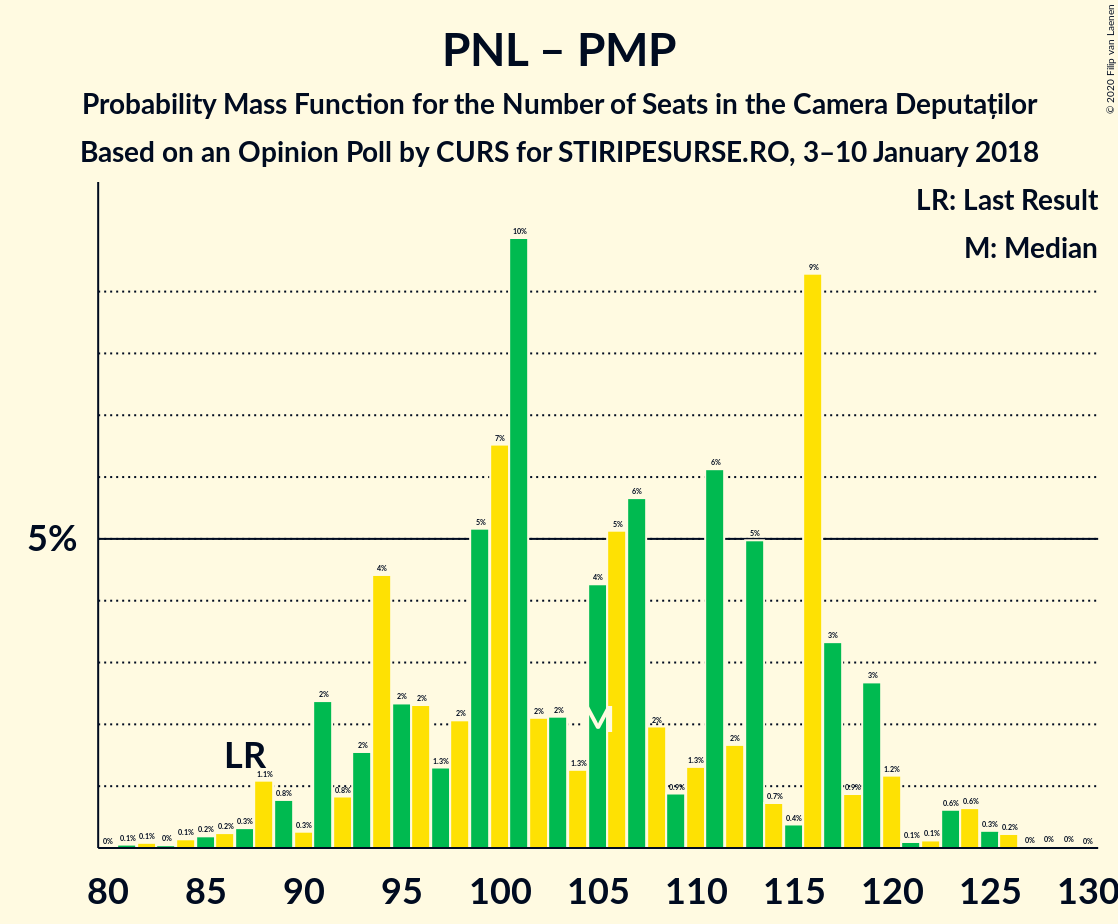 PNL – PMP
Probability Mass Function for the Number of Seats in the Camera Deputaților
Based on an Opinion Poll by CURS for STIRIPESURSE.RO, 3–10 January 2018
© 2020 Filip van Laenen
LR: Last Result
M: Median
5%
LR
M
0% 0.1% 0.1% 0% 0.1% 0.2% 0.2% 0.3% 1.1% 0.8% 0.3% 2% 0.8% 2% 4% 2% 2% 1.3% 2% 5% 7% 10% 2% 2% 1.3% 4% 5% 6% 2% 0.9% 1.3% 6% 2% 5% 0.7% 0.4% 9% 3% 0.9% 3% 1.2% 0.1% 0.1% 0.6% 0.6% 0.3% 0.2% 0% 0% 0% 0%
80 85 90 95 100 105 110 115 120 125 130